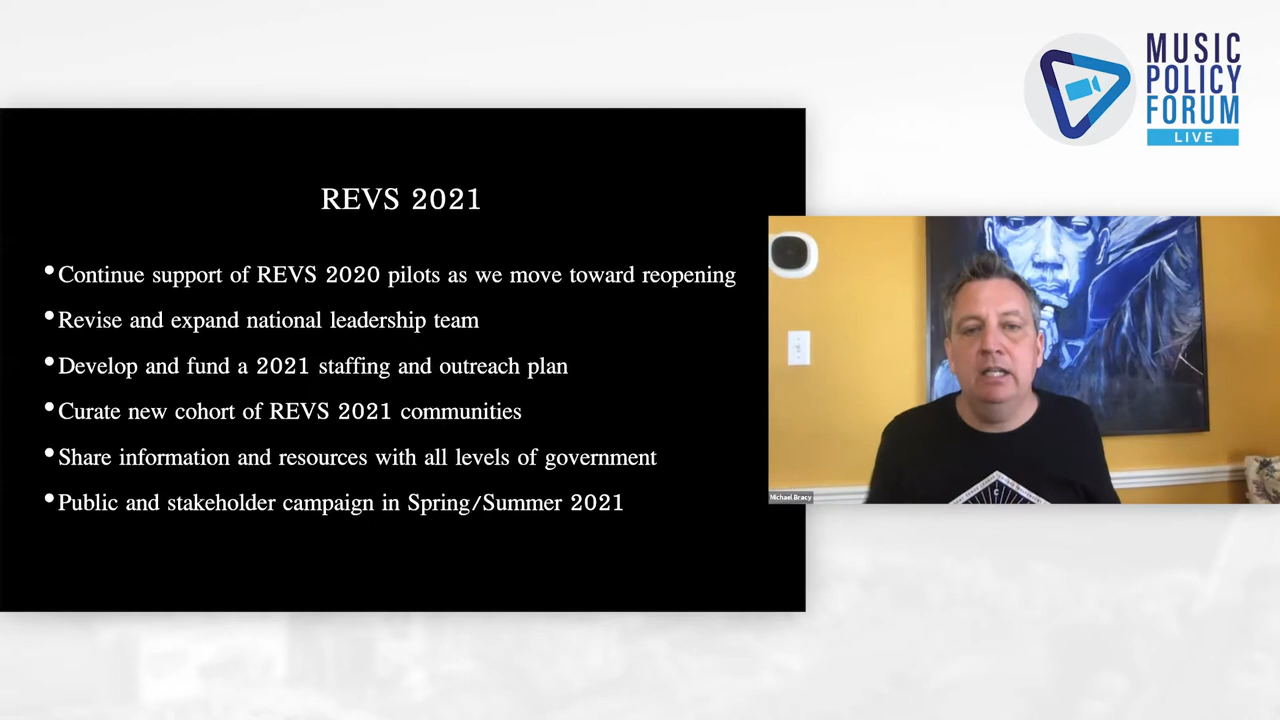 MUSIC
POLICY
FORUM
LIVE
REVS 2021
•Continue support of REVS 2020 pilots as we move toward reopening
•Revise and expand national leadership team
•Develop and fund a 2021 staffing and outreach plan
•Curate new cohort of REVS 2021 communities
•Share information and resources with all levels of government
•Public and stakeholder campaign in Spring/Summer 2021
Michael Bracy